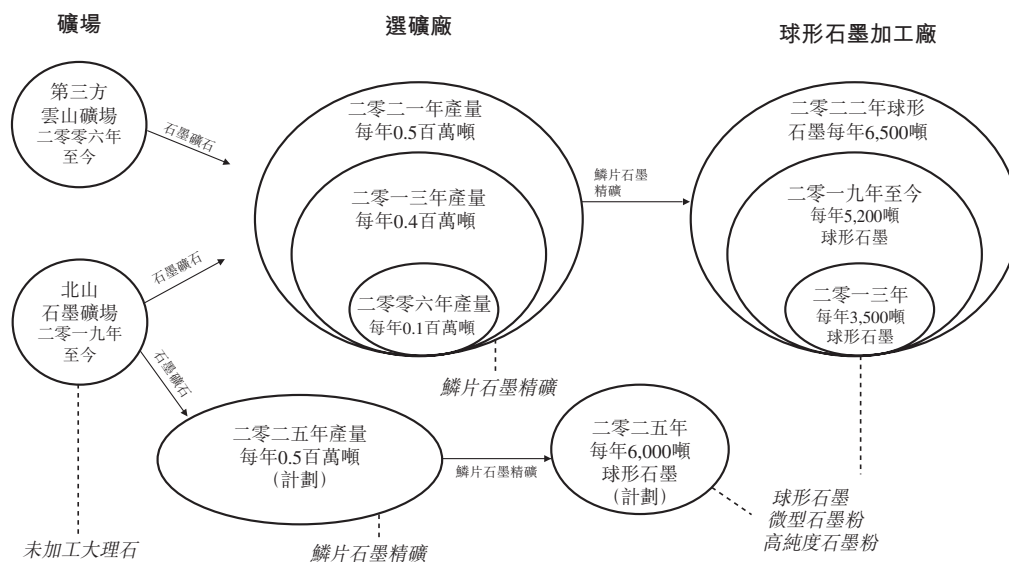 礦場
選礦廠
球形石墨加工廠
第三方
雲山礦場
二零零六年
至今
石墨礦石
二零二一年產量
每年0.5百萬噸
二零一三年產量
每年0.4百萬噸
二零零六年產量
每年0.1百萬噸
鱗片石墨
精礦
二零二二年球形
石墨每年6,500噸
二零一九年至今
每年5,200噸
球形石墨
二零一三年
每年3,500噸
球形石墨
北山
石墨礦場
二零一九年
至今
石墨礦石
石墨礦石
鱗片石墨精礦
二零二五年產量
每年0.5百萬噸
(計劃)
鱗片石墨精礦
二零二五年
每年6,000噸
球形石墨
(計劃)
未加工大理石
鱗片石墨精礦
球形石墨
微型石墨粉
高純度石墨粉